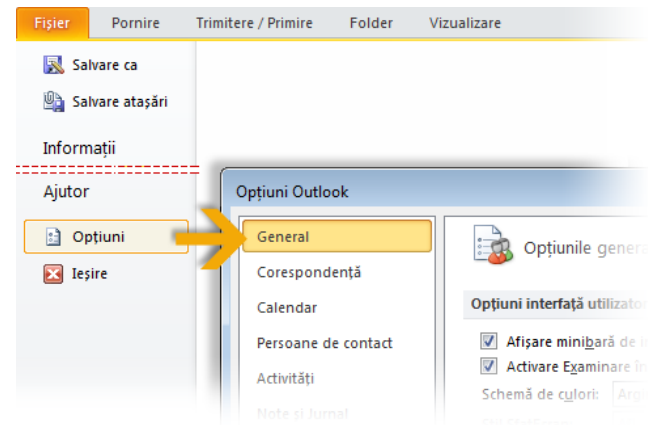 Fișier Pornire Trimitere / Primire Folder Vizualizare
Salvare ca
Salvare atașări
Informații
Ajutor
Opțiuni
Ieșire
Opțiuni Outlook
General
Corespondență
Calendar
Persoane de contact
Activități
Note și Jurnal
Opțiunile genera
Opțiuni interfață utilizator
Afișare minibară de
Activare Examinare în
Schemă de culori: